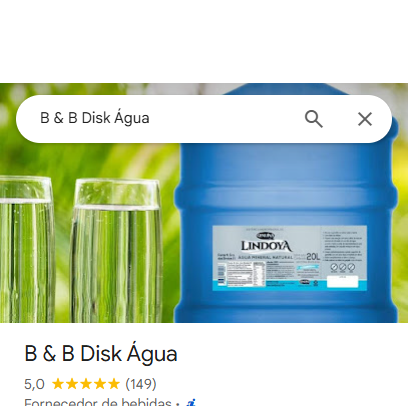 B & B Disk Água
LINDOYA
ÁGUA MINERAL NATURAL
20L
B & B Disk Água
5,0 (149)
Fornecedor de bebidas ·